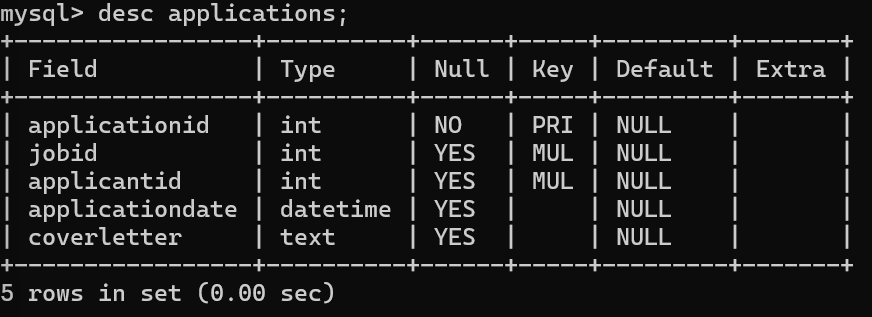 mysql> desc applications;
+-----------------+----------+------+-----+---------+-------+
| Field           | Type     | Null | Key | Default | Extra |
+-----------------+----------+------+-----+---------+-------+
| applicationid   | int      | NO   | PRI | NULL    |       |
| jobid           | int      | YES  | MUL | NULL    |       |
| applicantid     | int      | YES  | MUL | NULL    |       |
| applicationdate | datetime | YES  |     | NULL    |       |
| coverletter     | text     | YES  |     | NULL    |       |
+-----------------+----------+------+-----+---------+-------+
5 rows in set (0.00 sec)